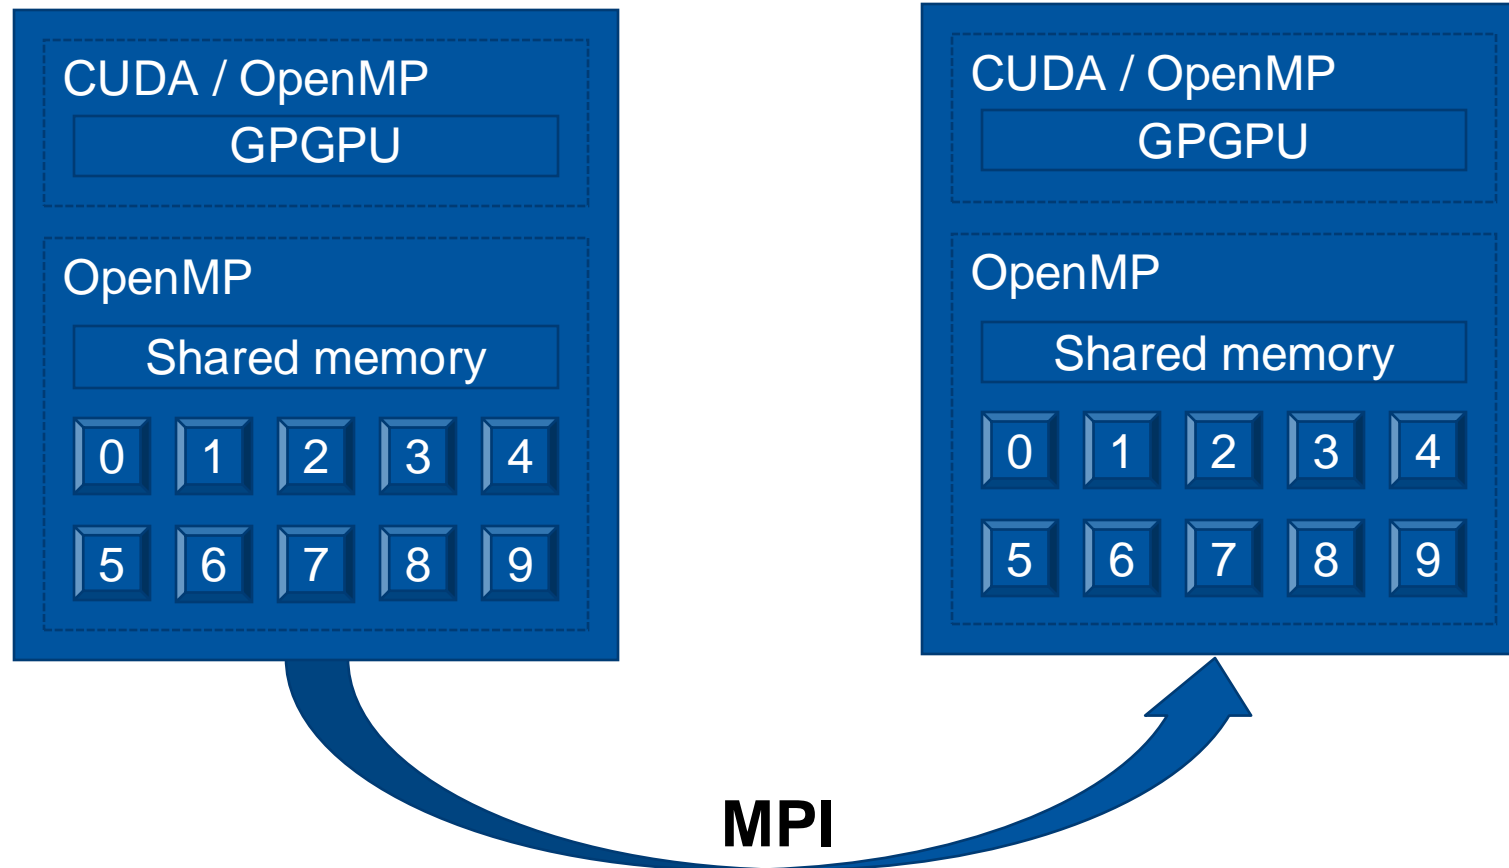 CUDA / OpenMP
GPGPU
OpenMP
Shared memory
0 1 2 3 4
5 6 7 8 9
CUDA / OpenMP
GPGPU
OpenMP
Shared memory
0 1 2 3 4
5 6 7 8 9
MPI